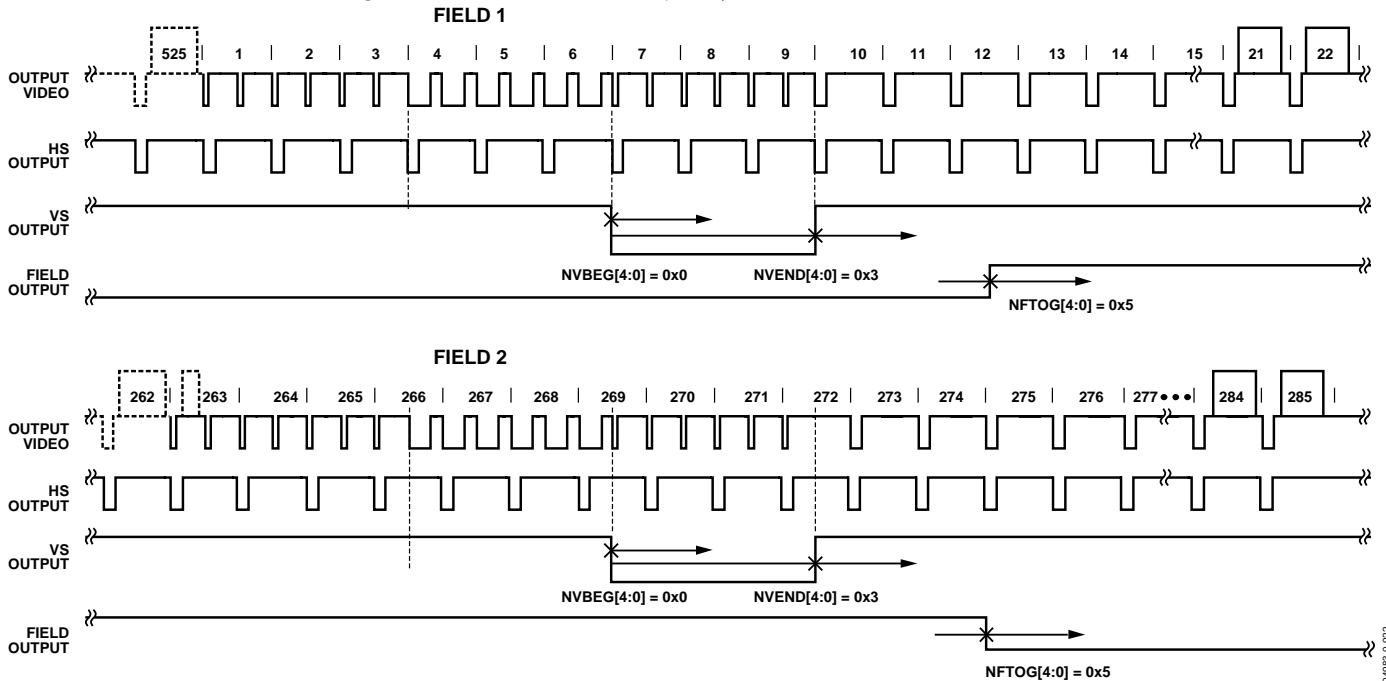 FIELD 1
525 1 2 3 4 5 6 7 8 9 10 11 12 13 14 15 21 22
OUTPUT
VIDEO
HS
OUTPUT
VS
OUTPUT
NVBEG[4:0] = 0x0 NVEND[4:0] = 0x3
FIELD
OUTPUT
NFTOG[4:0] = 0x5
FIELD 2
262 263 264 265 266 267 268 269 270 271 272 273 274 275 276 277 ••• 284 285
OUTPUT
VIDEO
HS
OUTPUT
VS
OUTPUT
NVBEG[4:0] = 0x0 NVEND[4:0] = 0x3
FIELD
OUTPUT
NFTOG[4:0] = 0x5